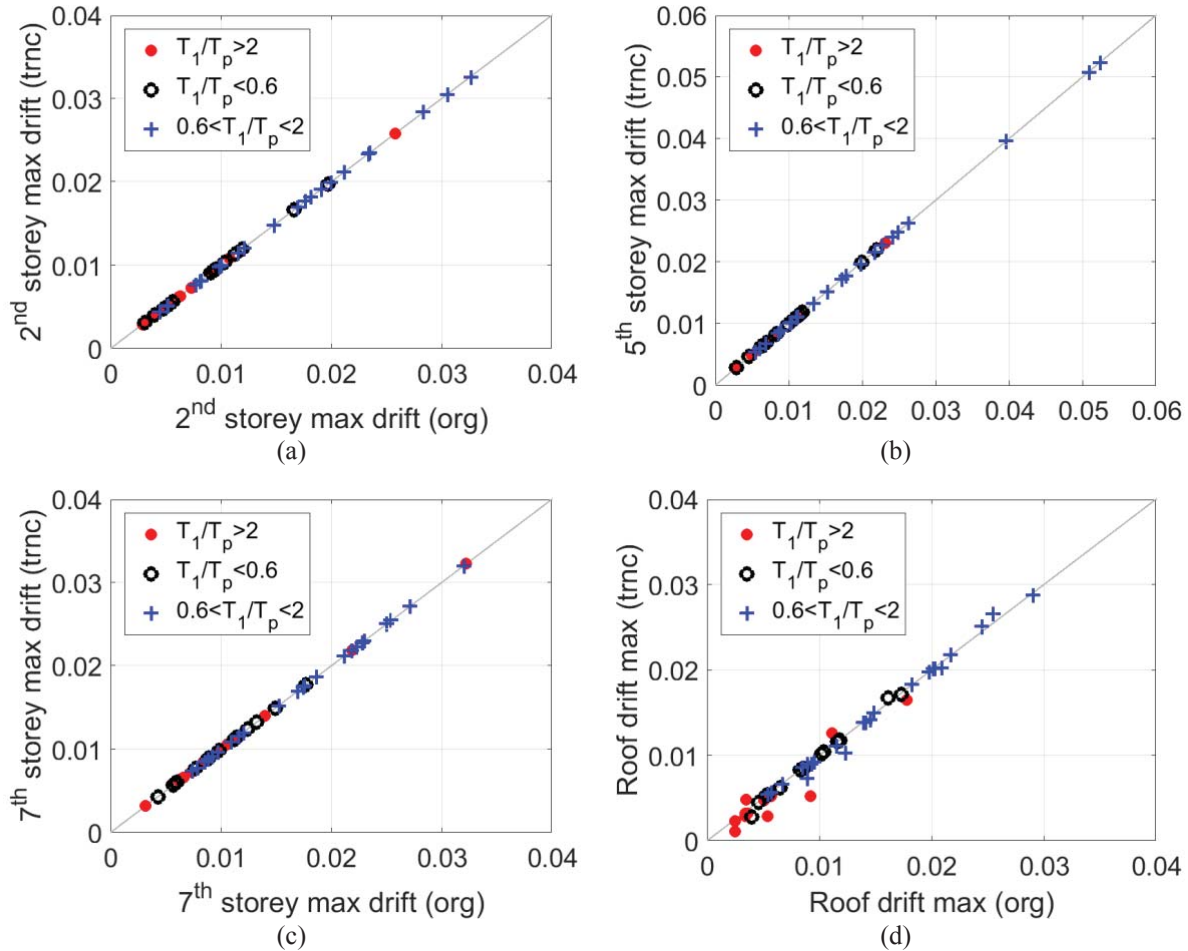 2nd storey max drift (trnc)
0.04
0.03
0.02
0.01
0
T1/Tp>2
T1/Tp<0.6
0.6<T1/Tp<2
0 0.01 0.02 0.03 0.04
2nd storey max drift (org)
(a)
5th storey max drift (trnc)
0.06
0.05
0.04
0.03
0.02
0.01
0
T1/Tp>2
T1/Tp<0.6
0.6<T1/Tp<2
0 0.01 0.02 0.03 0.04 0.05 0.06
(b)
7th storey max drift (trnc)
0.04
0.03
0.02
0.01
0
T1/Tp>2
T1/Tp<0.6
0.6<T1/Tp<2
0 0.01 0.02 0.03 0.04
7th storey max drift (org)
(c)
Roof drift max (trnc)
0.04
0.03
0.02
0.01
0
T1/Tp>2
T1/Tp<0.6
0.6<T1/Tp<2
0 0.01 0.02 0.03 0.04
Roof drift max (org)
(d)